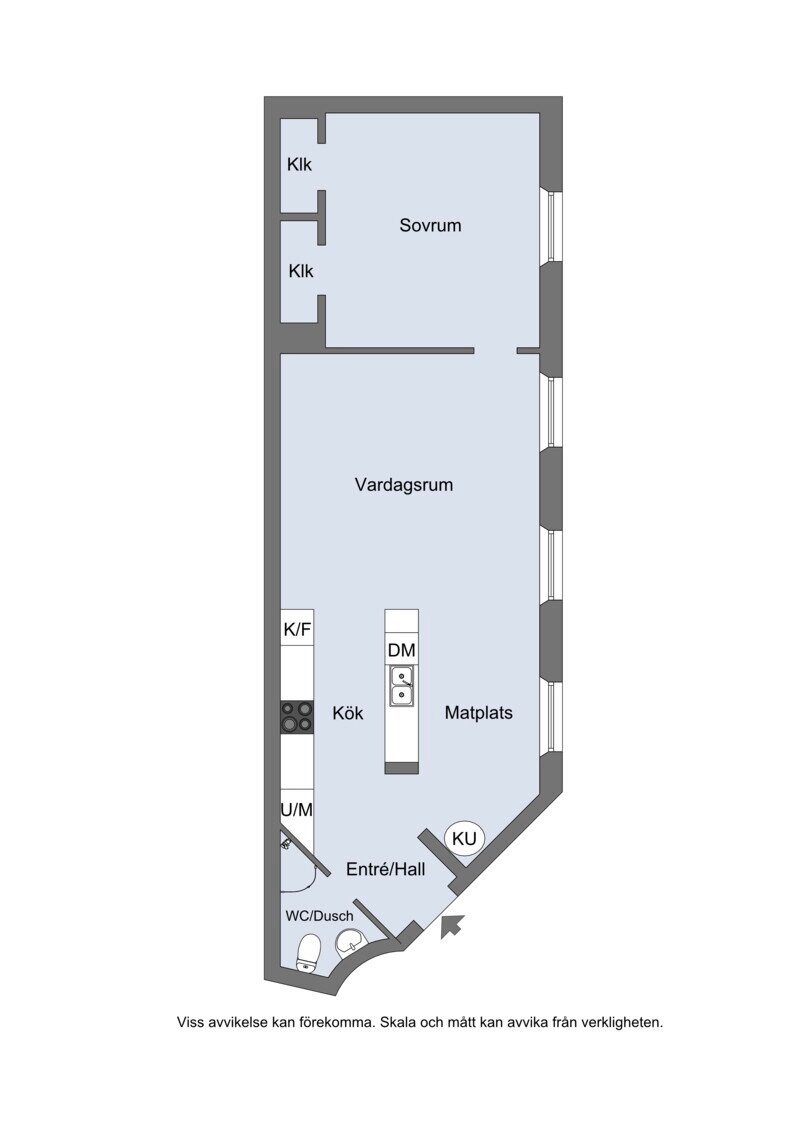 Klk
Sovrum
Klk
Vardagsrum
K/F
DM
Kök
Matplats
U/M
KU
Entré/Hall
WC/Dusch
Viss avvikelse kan förekomma. Skala och mått kan avvika från verkligheten.